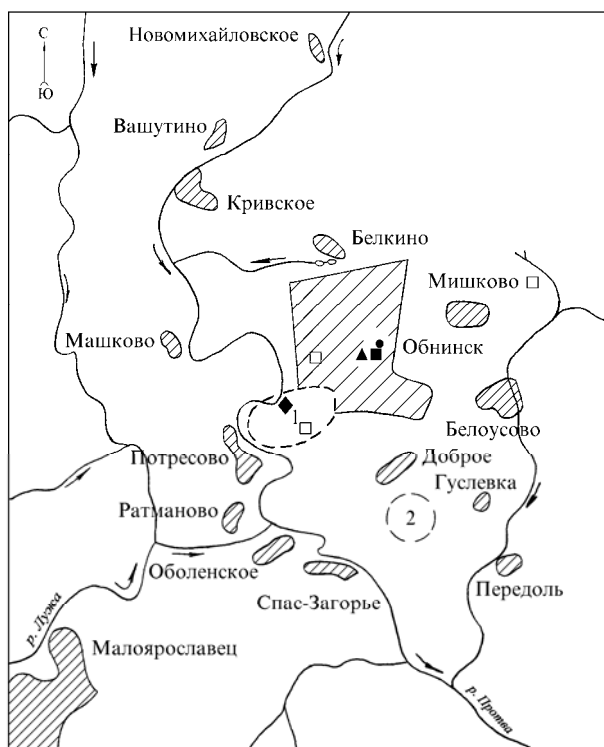 Новомихайловское
С
Ю
Вашутино
Кривское
Белкино
Мишково
Машково
Обнинск
1
Белоусово
Потресово
Доброе
Гуслевка
Ратманово
2
Оболенское
Передоль
Спас-Загорье
р. Лужа
Малоярославец
р. Протва